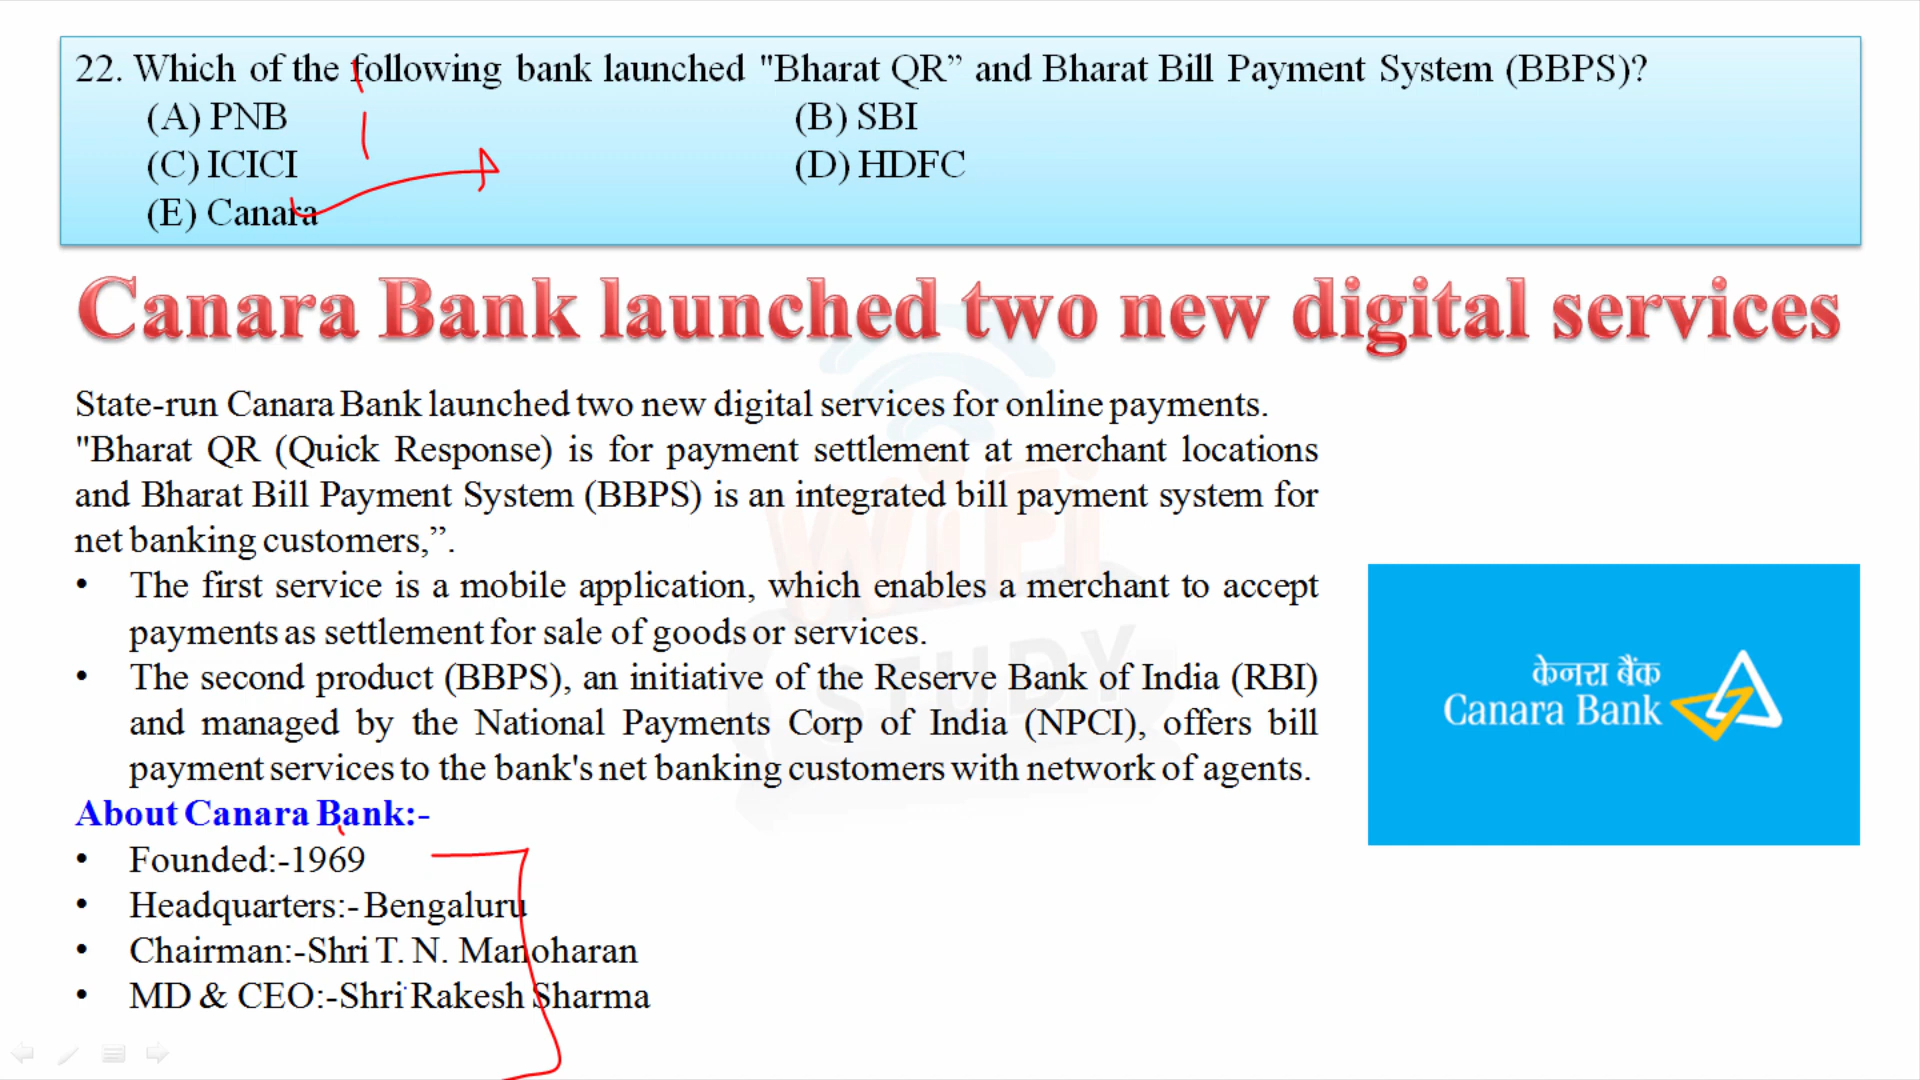 22. Which of the following bank launched "Bharat QR” and Bharat Bill Payment System (BBPS)?
(A) PNB (B) SBI
(C) ICICI (D) HDFC
(E) Canara
Canara Bank launched two new digital services
State-run Canara Bank launched two new digital services for online payments.
"Bharat QR (Quick Response) is for payment settlement at merchant locations
and Bharat Bill Payment System (BBPS) is an integrated bill payment system for
net banking customers,”.
• The first service is a mobile application, which enables a merchant to accept
payments as settlement for sale of goods or services.
• The second product (BBPS), an initiative of the Reserve Bank of India (RBI)
and managed by the National Payments Corp of India (NPCI), offers bill
payment services to the bank's net banking customers with network of agents.
About Canara Bank:-
• Founded:-1969
• Headquarters:- Bengaluru
• Chairman:-Shri T. N. Manoharan
• MD & CEO:-Shri Rakesh Sharma
केनरा बैंक
Canara Bank
WiFi
STUDY